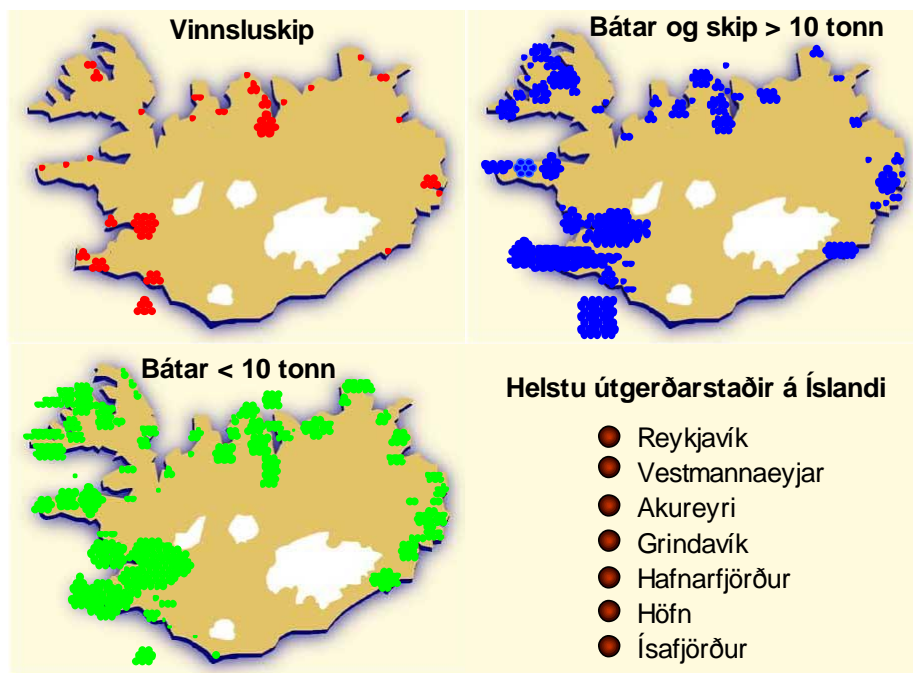 Vinnsluskip
Bátar og skip > 10 tonn
Bátar < 10 tonn
Helstu útgerðarstaðir á Íslandi
Reykjavík
Vestmannaeyjar
Akureyri
Grindavík
Hafnarfjörður
Höfn
Ísafjörður